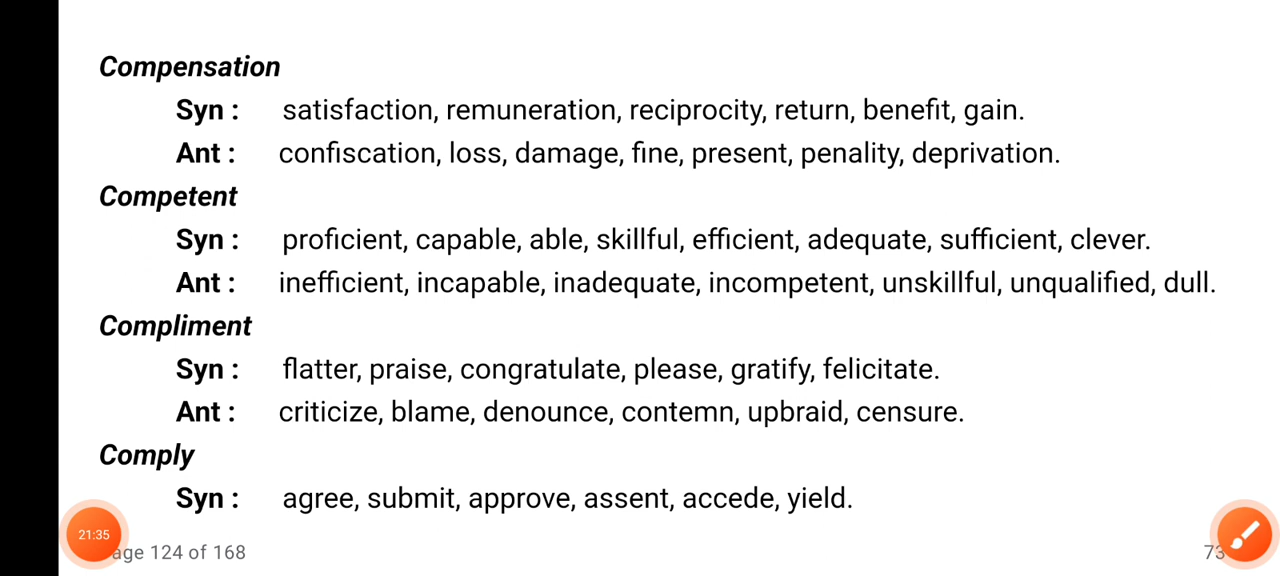 Compensation
Syn : satisfaction, remuneration, reciprocity, return, benefit, gain.
Ant : confiscation, loss, damage, fine, present, penality, deprivation.
Competent
Syn : proficient, capable, able, skillful, efficient, adequate, sufficient, clever.
Ant : inefficient, incapable, inadequate, incompetent, unskillful, unqualified, dull.
Compliment
Syn : flatter, praise, congratulate, please, gratify, felicitate.
Ant : criticize, blame, denounce, contemn, upbraid, censure.
Comply
Syn : agree, submit, approve, assent, accede, yield.
21:35
age 124 of 168 73